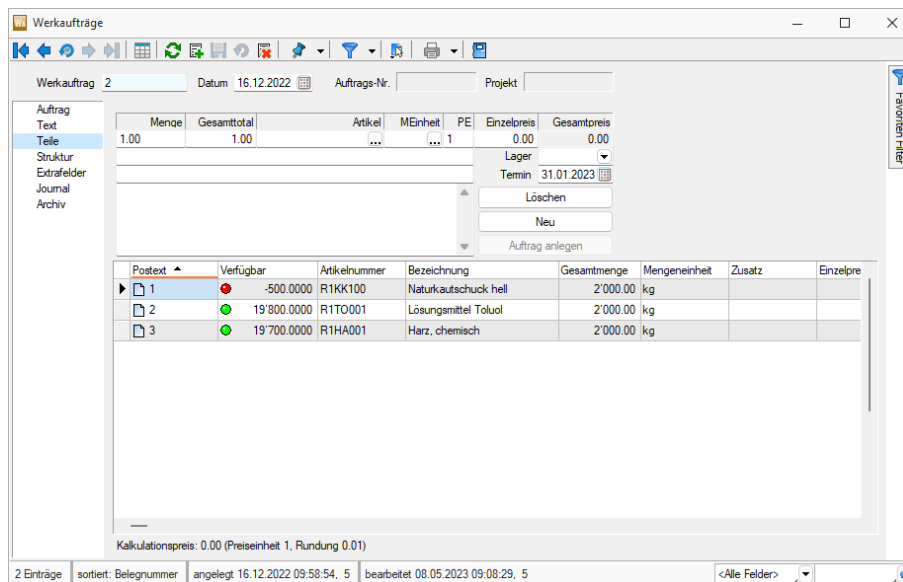 Werkaufträge
Werkauftrag 2 Datum 16.12.2022 Auftrags-Nr. Projekt
Favoriten Filter
Auftrag
Text
Teile
Struktur
Extrafelder
Journal
Archiv
Menge Gesamttotal Artikel MEinheit PE Einzelpreis Gesamtpreis
1.00 1.00 ... ... 1 0.00 0.00
Lager
Termin 31.01.2023
Löschen
Neu
Auftrag anlegen
Postext Verfügbar Artikelnummer Bezeichnung Gesamtmenge Mengeneinheit Zusatz Einzelpre
1 -500.0000 R1KK100 Naturkautschuck hell 2'000.00 kg
2 19'800.0000 R1TO001 Lösungsmittel Toluol 2'000.00 kg
3 19'700.0000 R1HA001 Harz, chemisch 2'000.00 kg
Kalkulationspreis: 0.00 (Preiseinheit 1, Rundung 0.01)
2 Einträge sortiert: Belegnummer angelegt 16.12.2022 09:58:54, 5 bearbeitet 08.05.2023 09:08:29, 5 <Alle Felder>